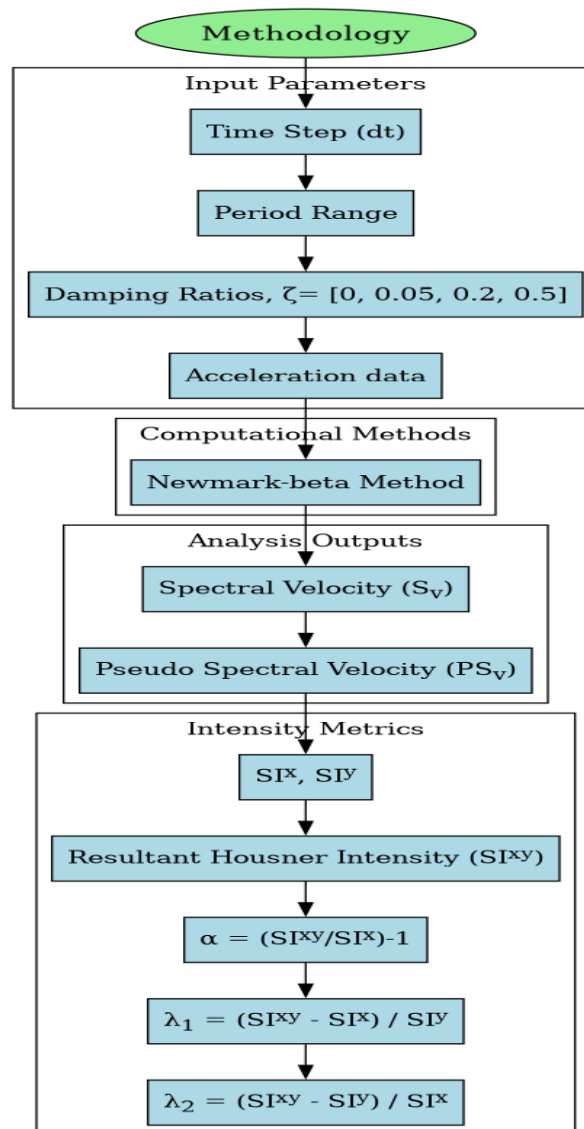 Methodology
Input Parameters
Time Step (dt)
Period Range
Damping Ratios, ζ= [0, 0.05, 0.2, 0.5]
Acceleration data
Computational Methods
Newmark-beta Method
Analysis Outputs
Spectral Velocity (Sᵥ)
Pseudo Spectral Velocity (PSᵥ)
Intensity Metrics
SIˣ, SIʸ
Resultant Housner Intensity (SIˣʸ)
α = (SIˣʸ/SIˣ)-1
λ₁ = (SIˣʸ - SIˣ) / SIʸ
λ₂ = (SIˣʸ - SIʸ) / SIˣ